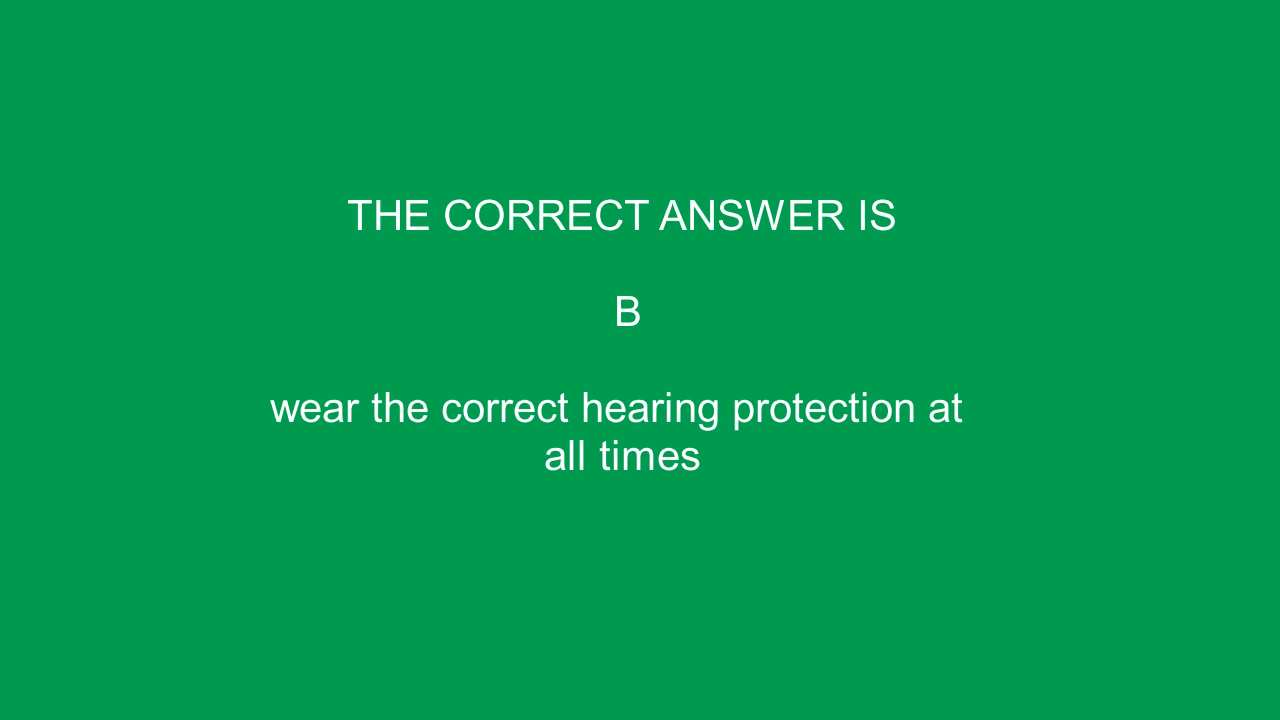 THE CORRECT ANSWER IS
B
wear the correct hearing protection at
all times